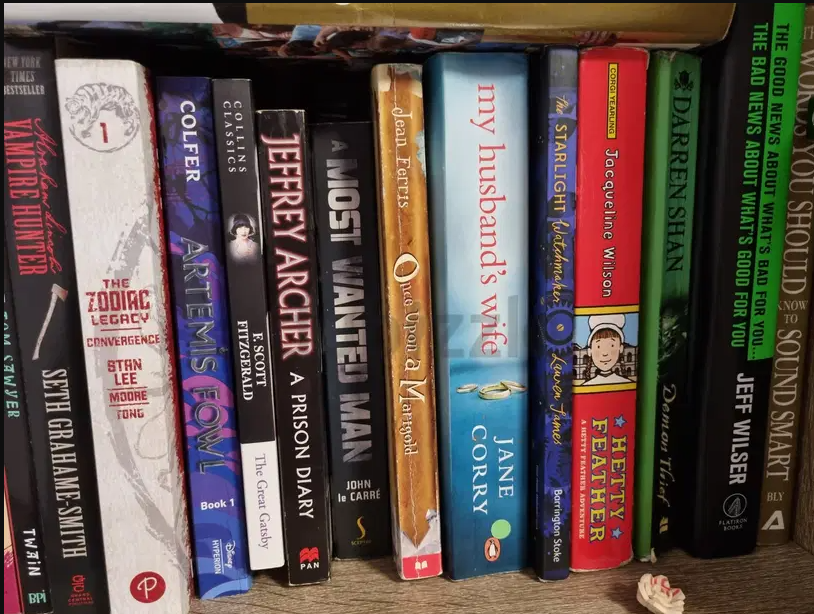 TOM SAWYER
TWAIN
BPI
NEW YORK
TIMES
BESTSELLER
Abraham Lincoln
VAMPIRE HUNTER
SETH GRAHAME-SMITH
1
THE
ZODIAC
LEGACY
CONVERGENCE
STAN
LEE
MOORE
TONG
P
COLFER
ARTEMIS FOWL
Book 1
Disney
HYPERION
COLLINS
CLASSICS
F. SCOTT
FITZGERALD
The Great Gatsby
JEFFREY ARCHER
A PRISON DIARY
PAN
A MOST WANTED MAN
JOHN
le CARRÉ
S
Jean Ferris
Once Upon a Marigold
my husband's wife
JANE
CORRY
The STARLIGHT Watchmaker
Lauren James
Barrington Stoke
CORGI YEARLING
Jacqueline Wilson
HETTY
FEATHER
A HETTY FEATHER ADVENTURE
DARREN SHAN
Demon Thief
THE GOOD NEWS ABOUT WHAT'S BAD FOR YOU...
THE BAD NEWS ABOUT WHAT'S GOOD FOR YOU
JEFF WILSER
FLATIRON
BOOKS
YOU SHOULD
KNOW
TO
SOUND SMART
BLY
A